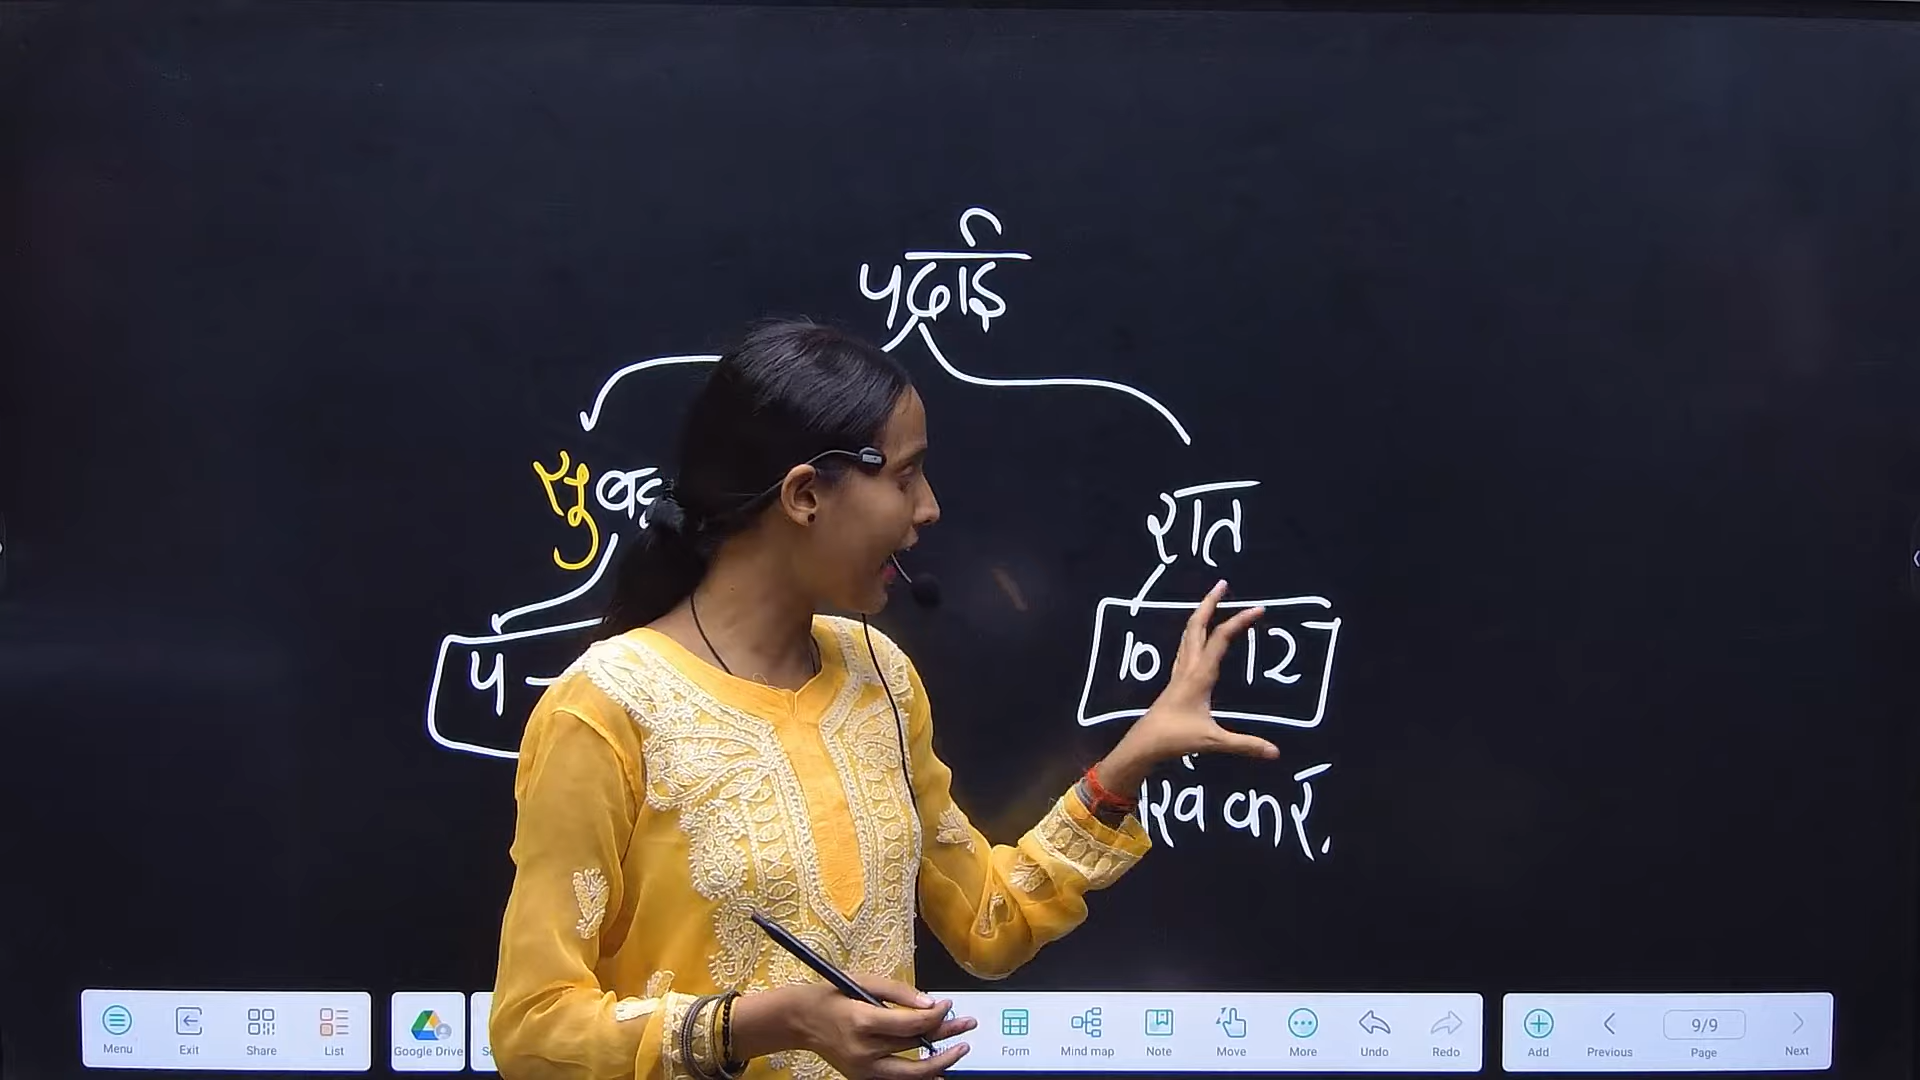 पढाई
रात
10 12
करें.
Menu Exit Share List Google Drive Form Mind map Note Move More Undo Redo Add Previous 9/9 Page Next